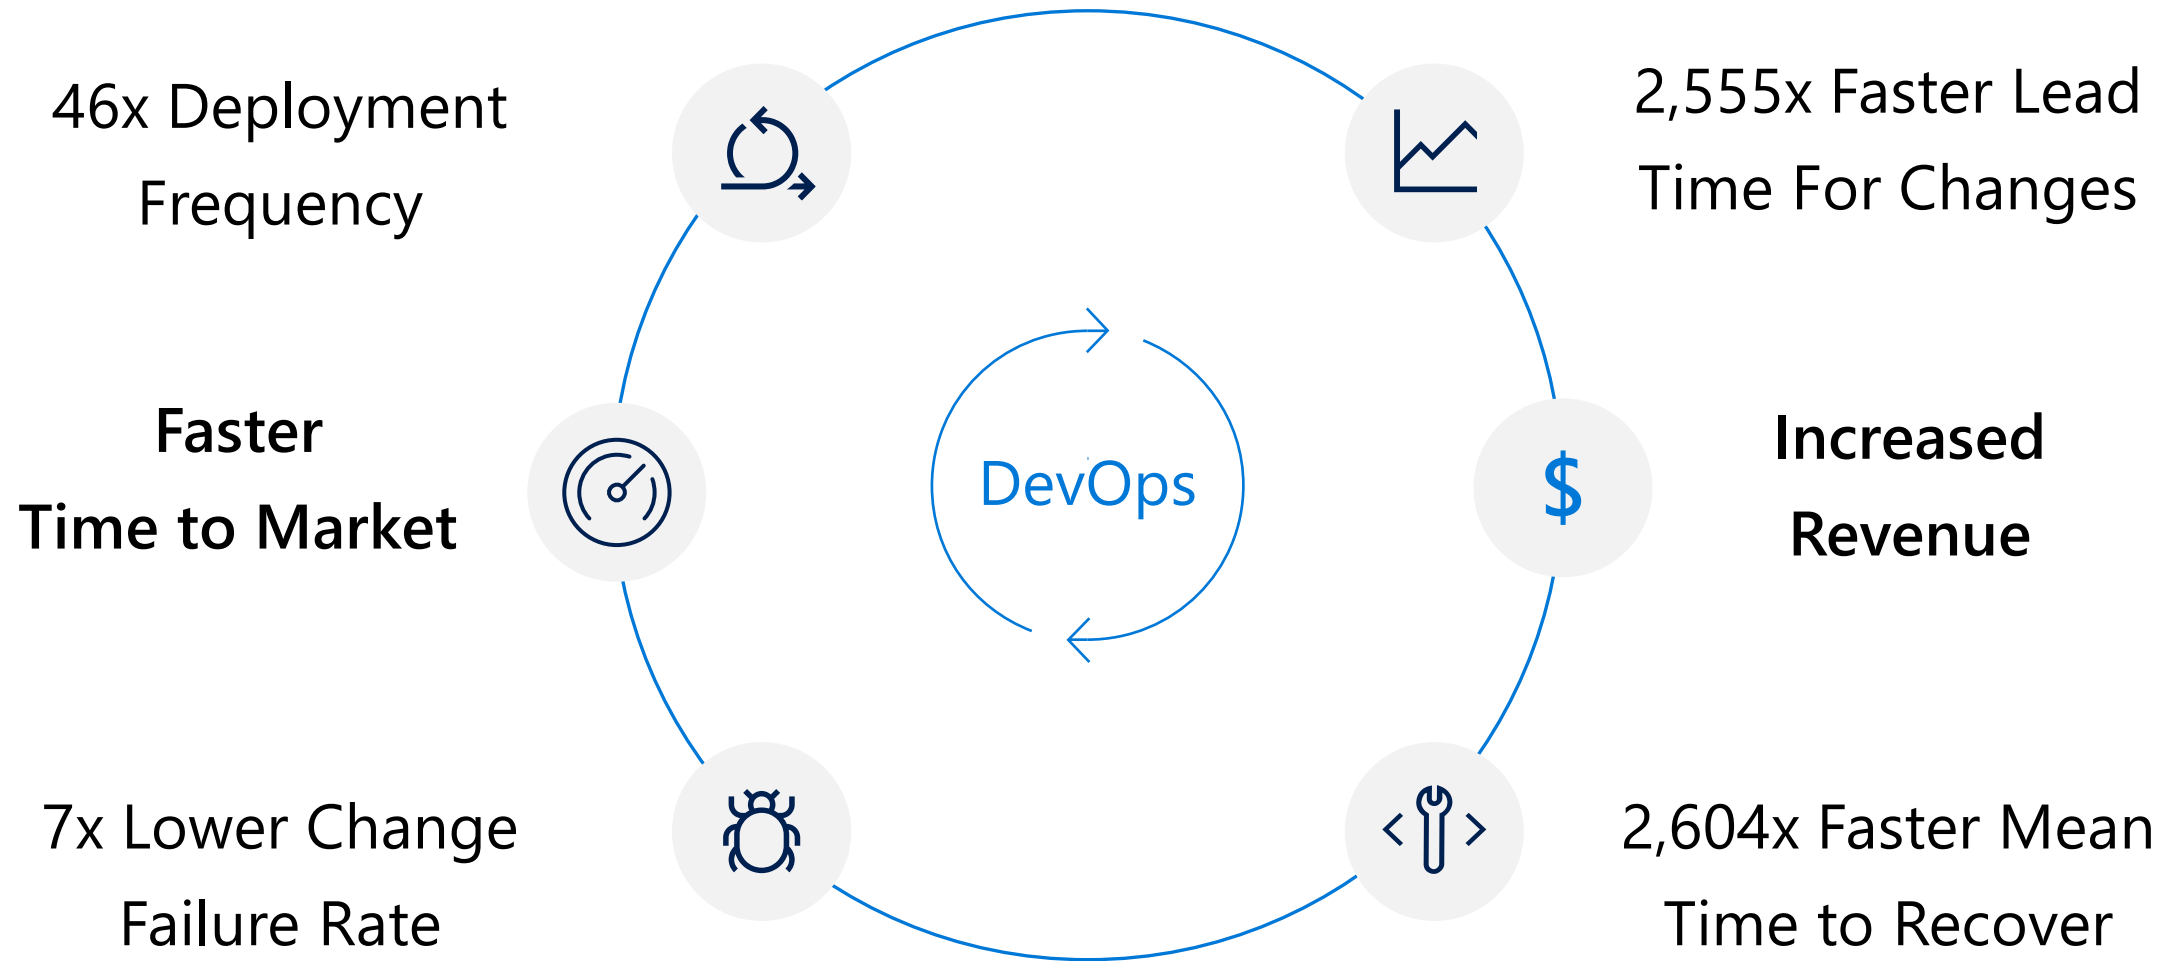 46x Deployment
Frequency
2,555x Faster Lead
Time For Changes
Faster
Time to Market
DevOps
$
Increased
Revenue
7x Lower Change
Failure Rate
2,604x Faster Mean
Time to Recover